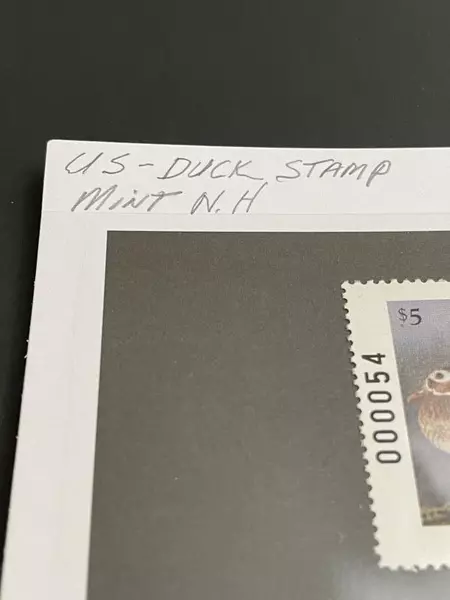 US - DUCK STAMP
MINT N.H
$5
000054